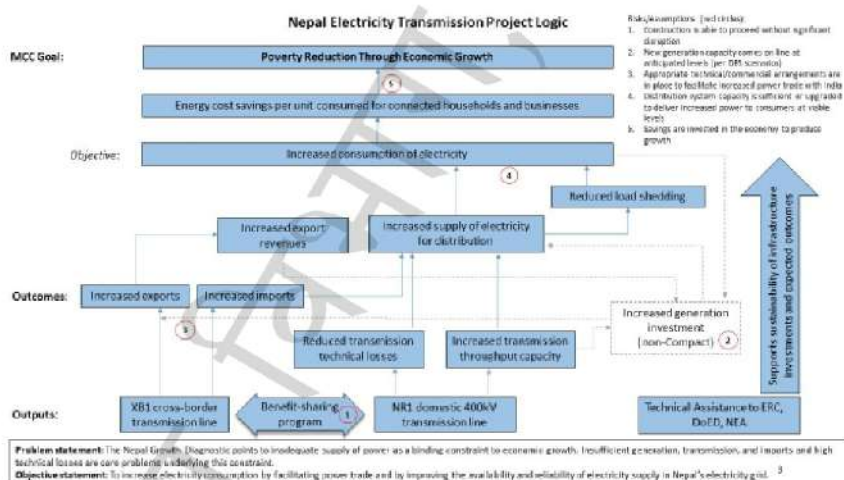 Nepal Electricity Transmission Project Logic
Risks/Assumptions (red circles):
1. Construction is able to proceed without significant
disruption
2. New generation capacity comes on line at
anticipated levels (per DES scenarios)
3. Appropriate technical/commercial arrangements are
in place to facilitate increased power trade with India
4. Distribution system capacity is sufficient or upgraded
to deliver increased power to consumers at viable
levels
5. Savings are invested in the economy to produce
growth
MCC Goal:
Poverty Reduction Through Economic Growth
5
Energy cost savings per unit consumed for connected households and businesses
Objective:
Increased consumption of electricity
4
Reduced load shedding
Increased export
revenues
Increased supply of electricity
for distribution
Supports sustainability of infrastructure
investments and expected outcomes
Outcomes:
Increased exports
Increased imports
3
Increased generation
investment
(non-Compact)
2
Reduced transmission
technical losses
Increased transmission
throughput capacity
Outputs:
XB1 cross-border
transmission line
Benefit-sharing
program
1
NR1 domestic 400kV
transmission line
Technical Assistance to ERC,
DoED, NEA
Problem statement: The Nepal Growth Diagnostic points to inadequate supply of power as a binding constraint to economic growth. Insufficient generation, transmission, and imports and high
technical losses are core problems underlying this constraint.
Objective statement: To increase electricity consumption by facilitating power trade and by improving the availability and reliability of electricity supply in Nepal's electricity grid.
3